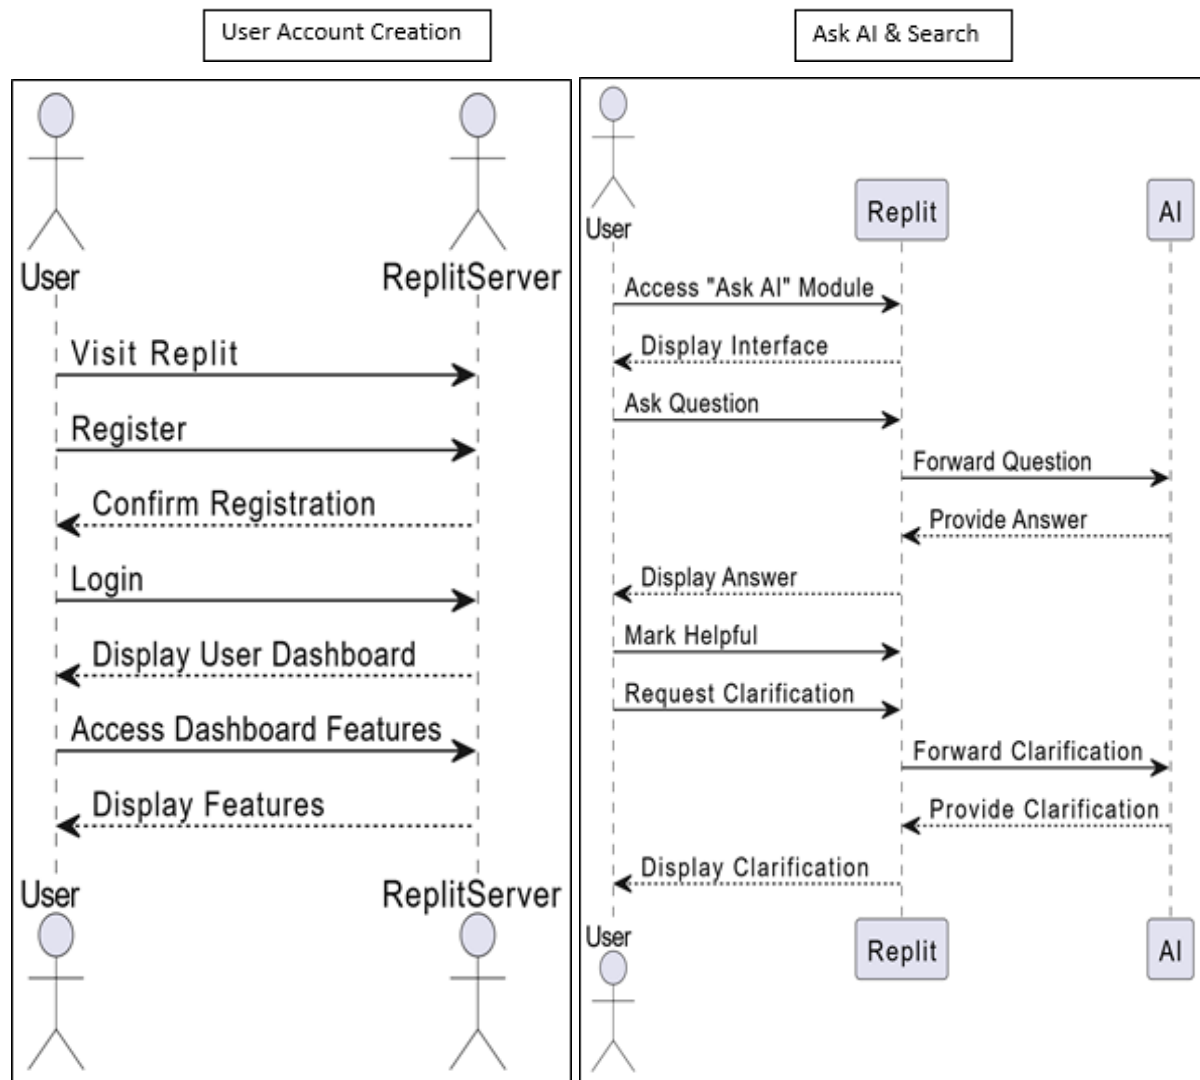 User Account Creation
User
ReplitServer
Visit Replit
Register
Confirm Registration
Login
Display User Dashboard
Access Dashboard Features
Display Features
User
ReplitServer
Ask AI & Search
User
Replit
AI
Access "Ask AI" Module
Display Interface
Ask Question
Forward Question
Provide Answer
Display Answer
Mark Helpful
Request Clarification
Forward Clarification
Provide Clarification
Display Clarification
User
Replit
AI